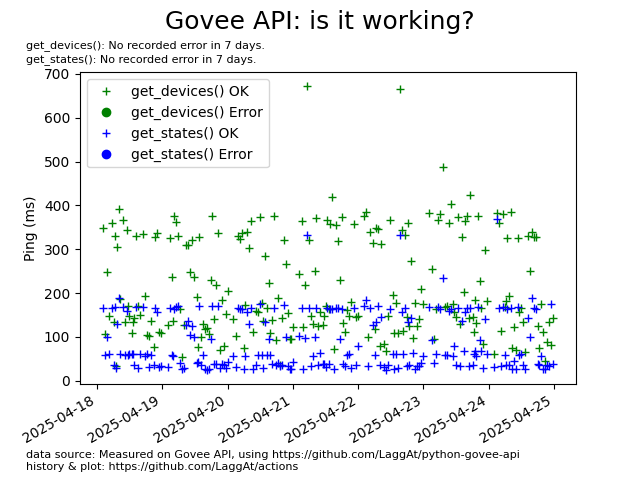 Govee API: is it working?
get_devices(): No recorded error in 7 days.
get_states(): No recorded error in 7 days.
700
600
500
400
300
200
100
0
Ping (ms)
get_devices() OK
get_devices() Error
get_states() OK
get_states() Error
2025-04-18
2025-04-19
2025-04-20
2025-04-21
2025-04-22
2025-04-23
2025-04-24
2025-04-25
data source: Measured on Govee API, using https://github.com/LaggAt/python-govee-api
history & plot: https://github.com/LaggAt/actions